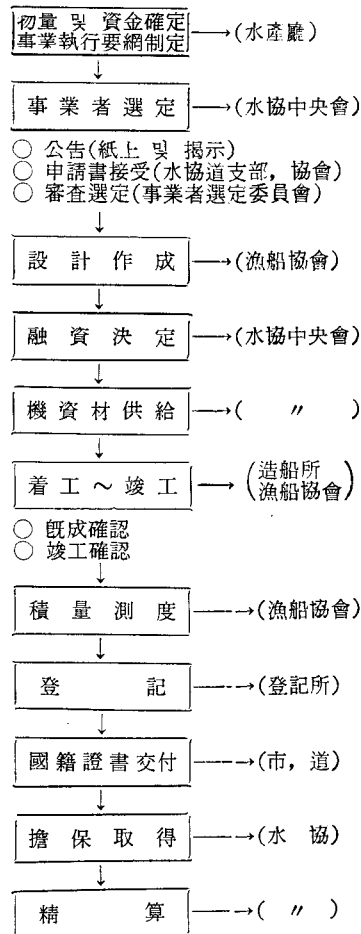 物量 및 資金確定
事業執行要綱制定 → (水產廳)
事業者選定 → (水協中央會)
○ 公告(紙上 및 揭示)
○ 申請書接受(水協道支部, 協會)
○ 審査選定(事業者選定委員會)
設計作成 → (漁船協會)
融資決定 → (水協中央會)
機資材供給 → ( 〃 )
着工 ~ 竣工 → (造船所
漁船協會)
○ 旣成確認
○ 竣工確認
積量測度 → (漁船協會)
登記 → (登記所)
國籍證書交付 → (市, 道)
擔保取得 → (水協)
精算 → ( 〃 )